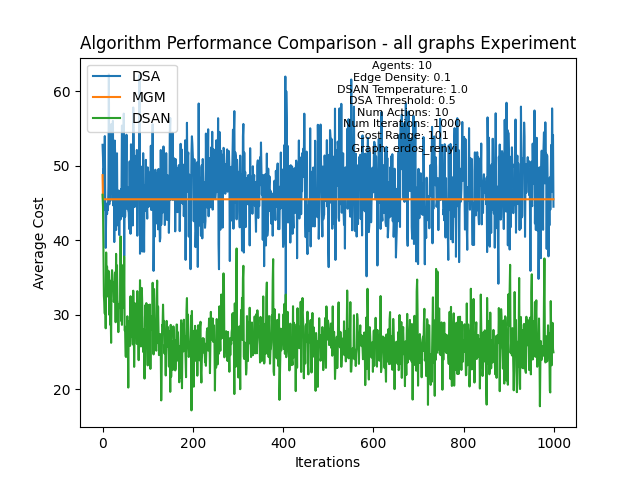 Algorithm Performance Comparison - all graphs Experiment
DSA
MGM
DSAN
Agents: 10
Edge Density: 0.1
DSAN Temperature: 1.0
DSA Threshold: 0.5
Num Actions: 10
Num Iterations: 1000
Cost Range: 101
Graph: erdos_renyi
Average Cost
60
50
40
30
20
0
200
400
600
800
1000
Iterations